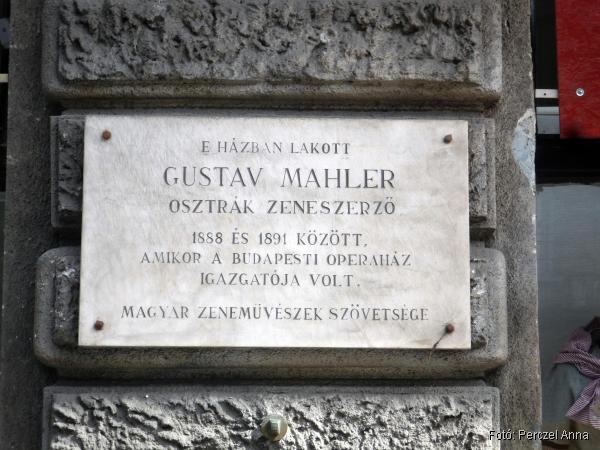 E HÁZBAN LAKOTT
GUSTAV MAHLER
OSZTRÁK ZENESZERZŐ
1888 ÉS 1891 KÖZÖTT,
AMIKOR A BUDAPESTI OPERAHÁZ
IGAZGATÓJA VOLT.
MAGYAR ZENEMŰVÉSZEK SZÖVETSÉGE
Fotó: Perczel Anna